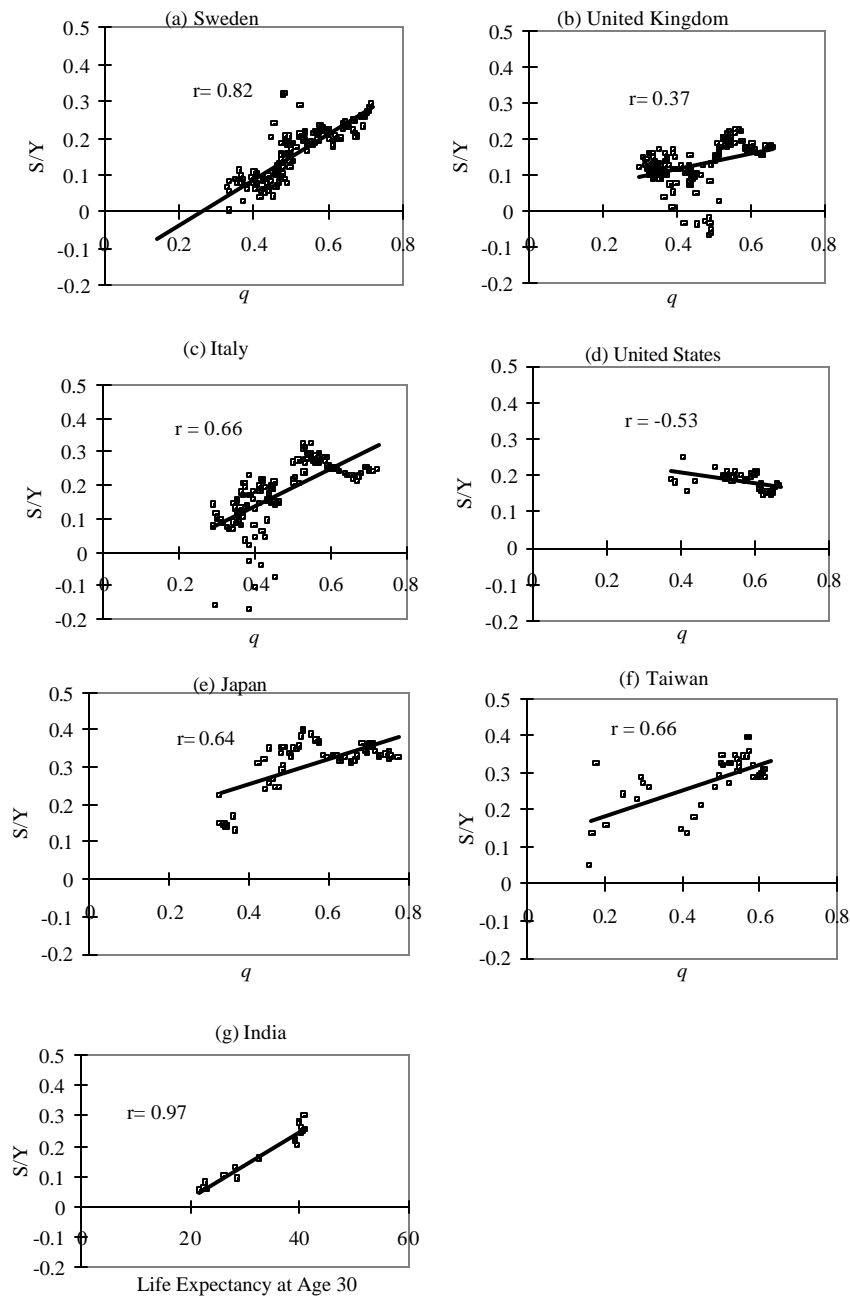 (a) Sweden
0.5
0.4
0.3
0.2
0.1
0
-0.1
-0.2
S/Y
r= 0.82
0 0.2 0.4 0.6 0.8
q
(b) United Kingdom
0.5
0.4
0.3
0.2
0.1
0
-0.1
-0.2
S/Y
r= 0.37
0 0.2 0.4 0.6 0.8
q
(c) Italy
0.5
0.4
0.3
0.2
0.1
0
-0.1
-0.2
S/Y
r = 0.66
0 0.2 0.4 0.6 0.8
(d) United States
0.5
0.4
0.3
0.2
0.1
0
-0.1
-0.2
S/Y
r = -0.53
0 0.2 0.4 0.6 0.8
q
(e) Japan
0.5
0.4
0.3
0.2
0.1
0
-0.1
-0.2
S/Y
r= 0.64
0 0.2 0.4 0.6 0.8
q
(f) Taiwan
0.5
0.4
0.3
0.2
0.1
0
-0.1
-0.2
S/Y
r = 0.66
0 0.2 0.4 0.6 0.8
q
(g) India
0.5
0.4
0.3
0.2
0.1
0
-0.1
-0.2
S/Y
r= 0.97
0 20 40 60
Life Expectancy at Age 30